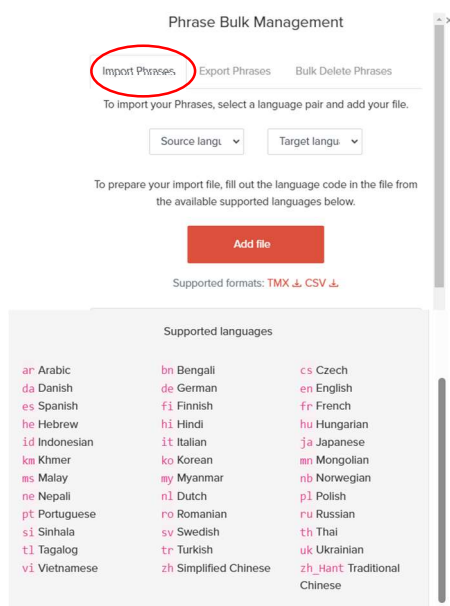 Phrase Bulk Management
Import Phrases Export Phrases Bulk Delete Phrases
To import your Phrases, select a language pair and add your file.
Source langu Target langu
To prepare your import file, fill out the language code in the file from
the available supported languages below.
Add file
Supported formats: TMX CSV
Supported languages
ar Arabic bn Bengali cs Czech
da Danish de German en English
es Spanish fi Finnish fr French
he Hebrew hi Hindi hu Hungarian
id Indonesian it Italian ja Japanese
km Khmer ko Korean mn Mongolian
ms Malay my Myanmar nb Norwegian
ne Nepali nl Dutch pl Polish
pt Portuguese ro Romanian ru Russian
si Sinhala sv Swedish th Thai
tl Tagalog tr Turkish uk Ukrainian
vi Vietnamese zh Simplified Chinese zh_Hant Traditional
Chinese